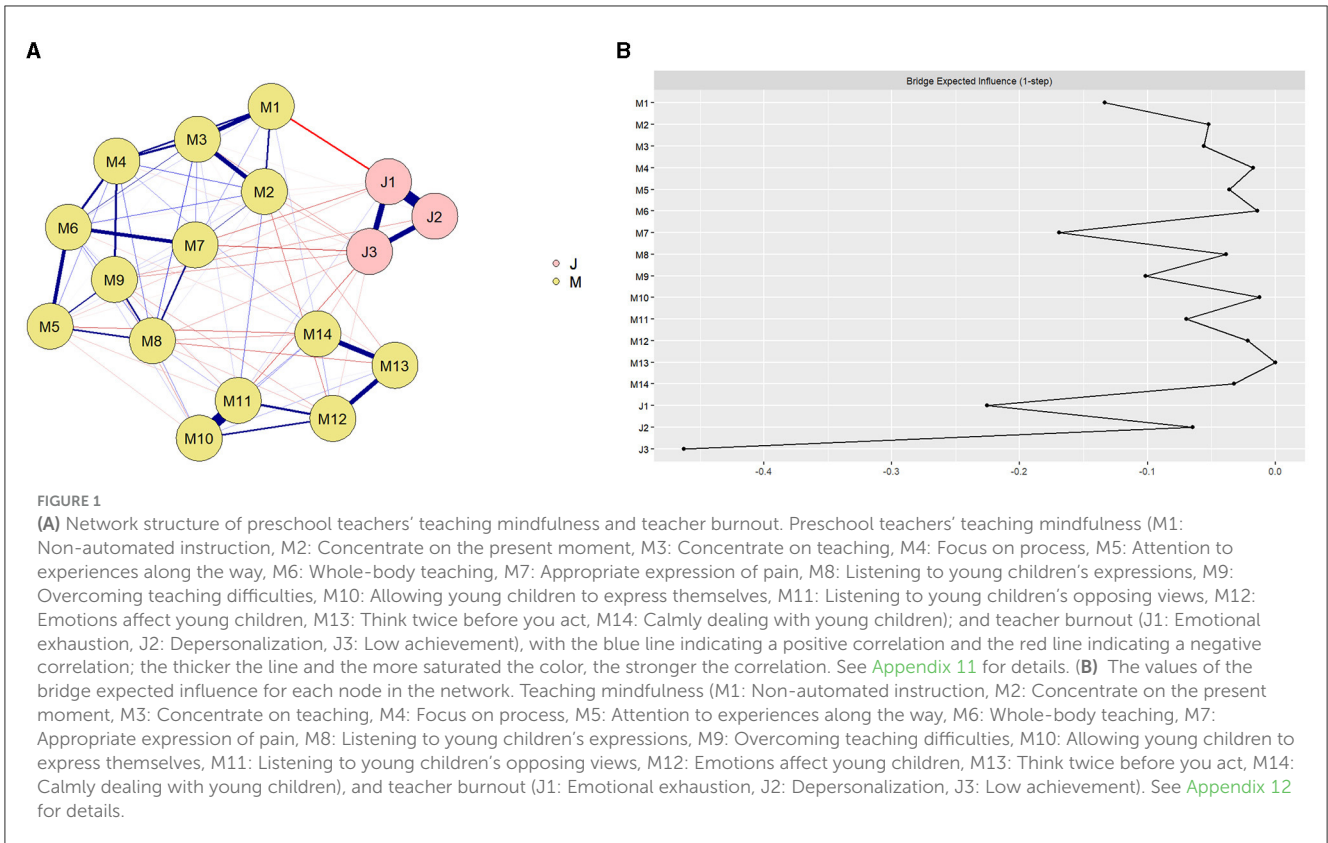 A
B
M1
M3
M4
M2
J1
J2
J3
M6
M7
M9
M5
M8
M14
M13
M11
M12
M10
J
M
Bridge Expected Influence (1-step)
M1
M2
M3
M4
M5
M6
M7
M8
M9
M10
M11
M12
M13
M14
J1
J2
J3
-0.4 -0.3 -0.2 -0.1 0.0
FIGURE 1
(A) Network structure of preschool teachers' teaching mindfulness and teacher burnout. Preschool teachers' teaching mindfulness (M1:
Non-automated instruction, M2: Concentrate on the present moment, M3: Concentrate on teaching, M4: Focus on process, M5: Attention to
experiences along the way, M6: Whole-body teaching, M7: Appropriate expression of pain, M8: Listening to young children's expressions, M9:
Overcoming teaching difficulties, M10: Allowing young children to express themselves, M11: Listening to young children's opposing views, M12:
Emotions affect young children, M13: Think twice before you act, M14: Calmly dealing with young children); and teacher burnout (J1: Emotional
exhaustion, J2: Depersonalization, J3: Low achievement), with the blue line indicating a positive correlation and the red line indicating a negative
correlation; the thicker the line and the more saturated the color, the stronger the correlation. See Appendix 11 for details. (B) The values of the
bridge expected influence for each node in the network. Teaching mindfulness (M1: Non-automated instruction, M2: Concentrate on the present
moment, M3: Concentrate on teaching, M4: Focus on process, M5: Attention to experiences along the way, M6: Whole-body teaching, M7:
Appropriate expression of pain, M8: Listening to young children's expressions, M9: Overcoming teaching difficulties, M10: Allowing young children to
express themselves, M11: Listening to young children's opposing views, M12: Emotions affect young children, M13: Think twice before you act, M14:
Calmly dealing with young children), and teacher burnout (J1: Emotional exhaustion, J2: Depersonalization, J3: Low achievement). See Appendix 12
for details.